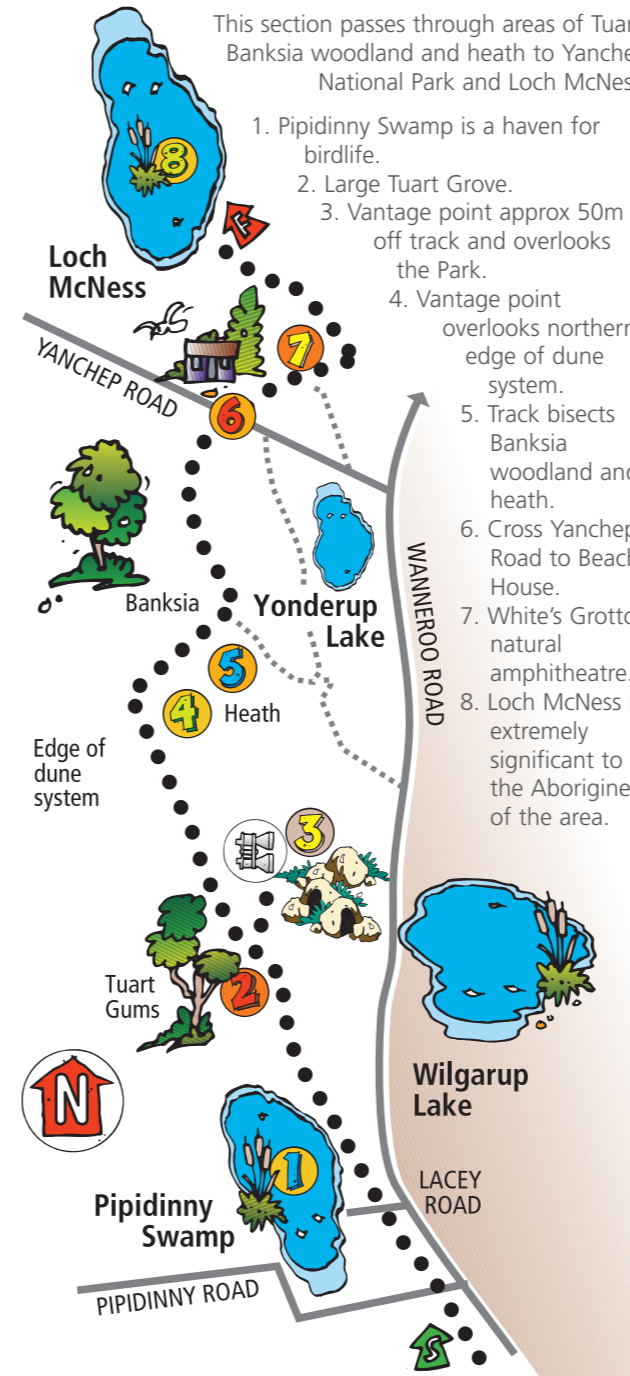 This section passes through areas of Tuar
Banksia woodland and heath to Yanche
National Park and Loch McNes
1. Pipidinny Swamp is a haven for
birdlife.
2. Large Tuart Grove.
3. Vantage point approx 50m
off track and overlooks
the Park.
4. Vantage point
overlooks northern
edge of dune
system.
5. Track bisects
Banksia
woodland and
heath.
6. Cross Yanchep
Road to Beach
House.
7. White's Grotto
natural
amphitheatre.
8. Loch McNess
extremely
significant to
the Aborigine
of the area.
8
F
Loch
McNess
7
YANCHEP ROAD
6
Banksia
Yonderup
Lake
WANNEROO ROAD
5
4
Heath
Edge of
dune
system
3
Tuart
Gums
2
N
Wilgarup
Lake
1
LACEY
ROAD
Pipidinny
Swamp
PIPIDINNY ROAD
S